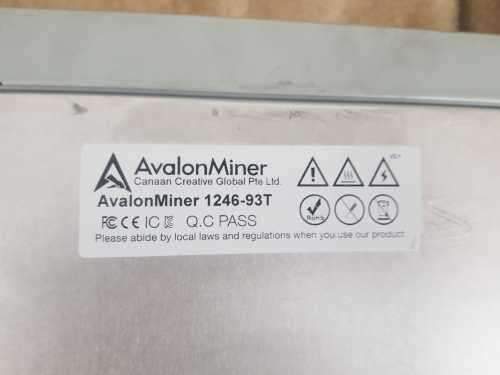 AvalonMiner
Canaan Creative Global Pte Ltd.
AvalonMiner 1246-93T
FC CE IC Q.C PASS
Please abide by local laws and regulations when you use our product
RoHS